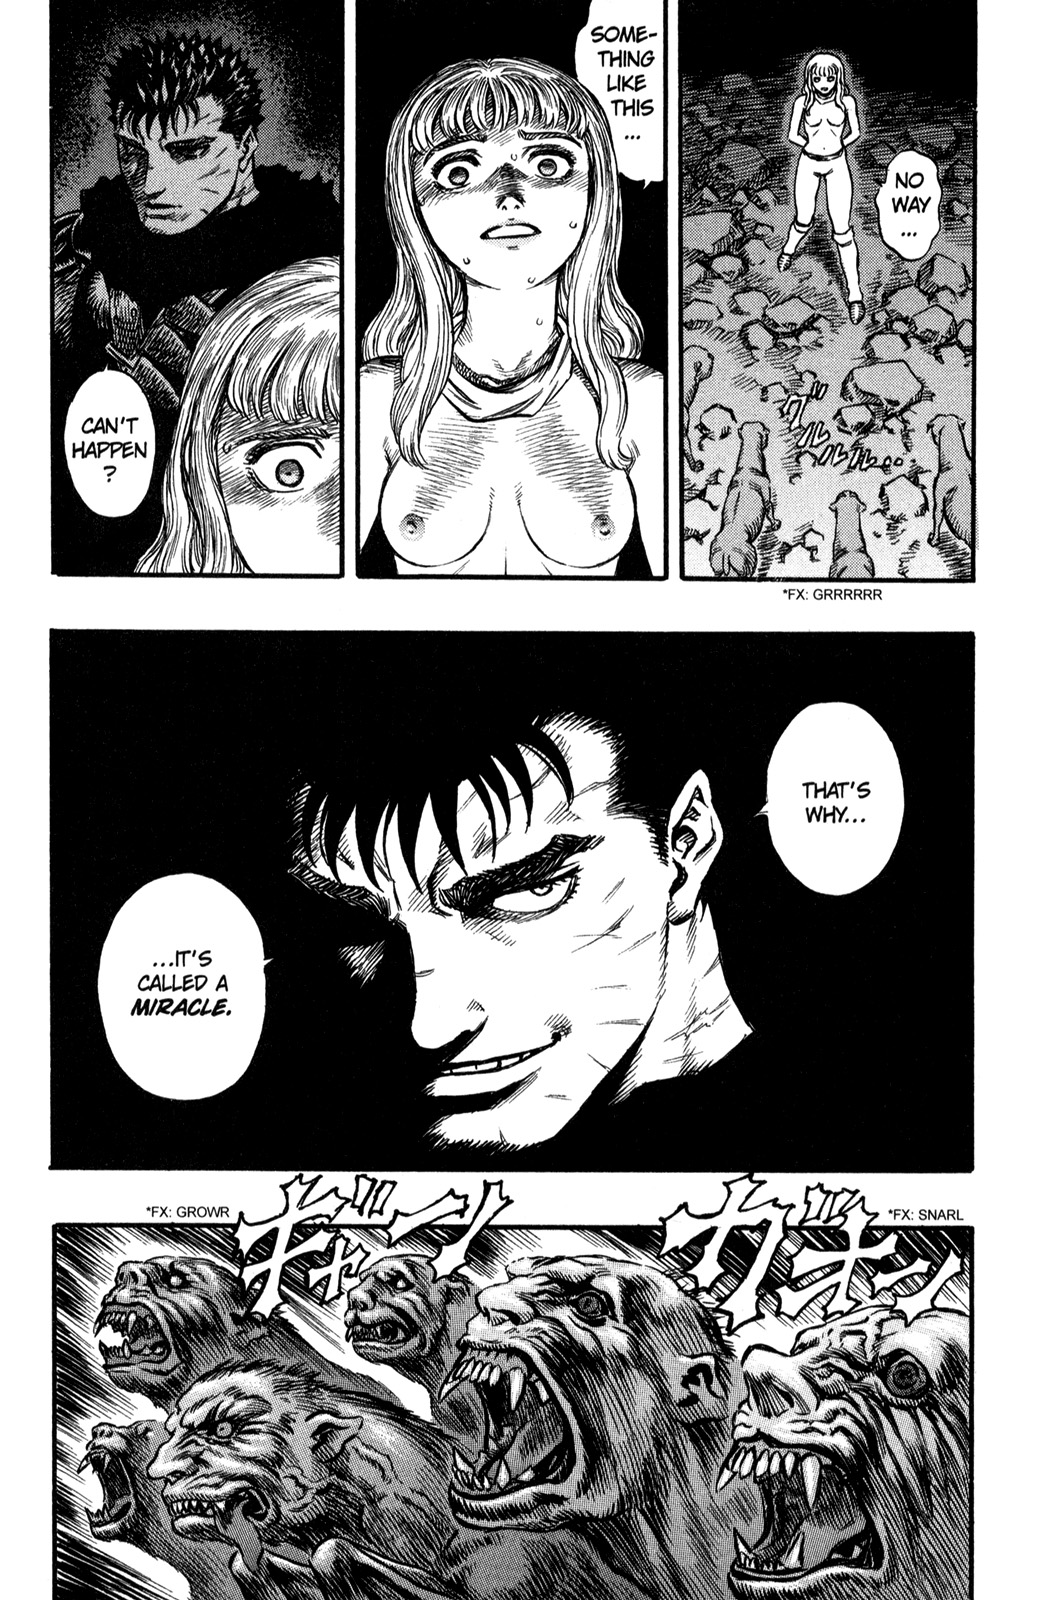 NO
WAY
...
グルルルル...
*FX: GRRRRRR
SOME-
THING
LIKE
THIS
...
CAN'T
HAPPEN
?
THAT'S
WHY...
...IT'S
CALLED A
MIRACLE.
*FX: SNARL
ガオーン
*FX: GROWR
ギャーン